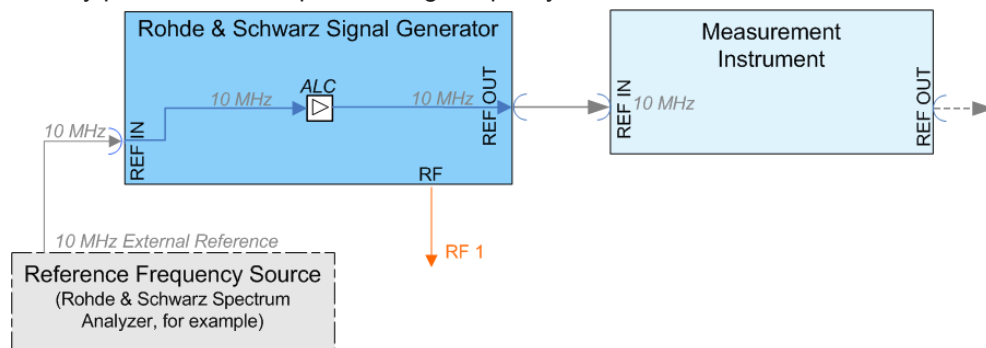 Rohde & Schwarz Signal Generator
Measurement
Instrument
ALC
10 MHz
10 MHz
REF OUT
REF IN
10 MHz
REF OUT
10 MHz
REF IN
RF
RF 1
10 MHz External Reference
Reference Frequency Source
(Rohde & Schwarz Spectrum
Analyzer, for example)